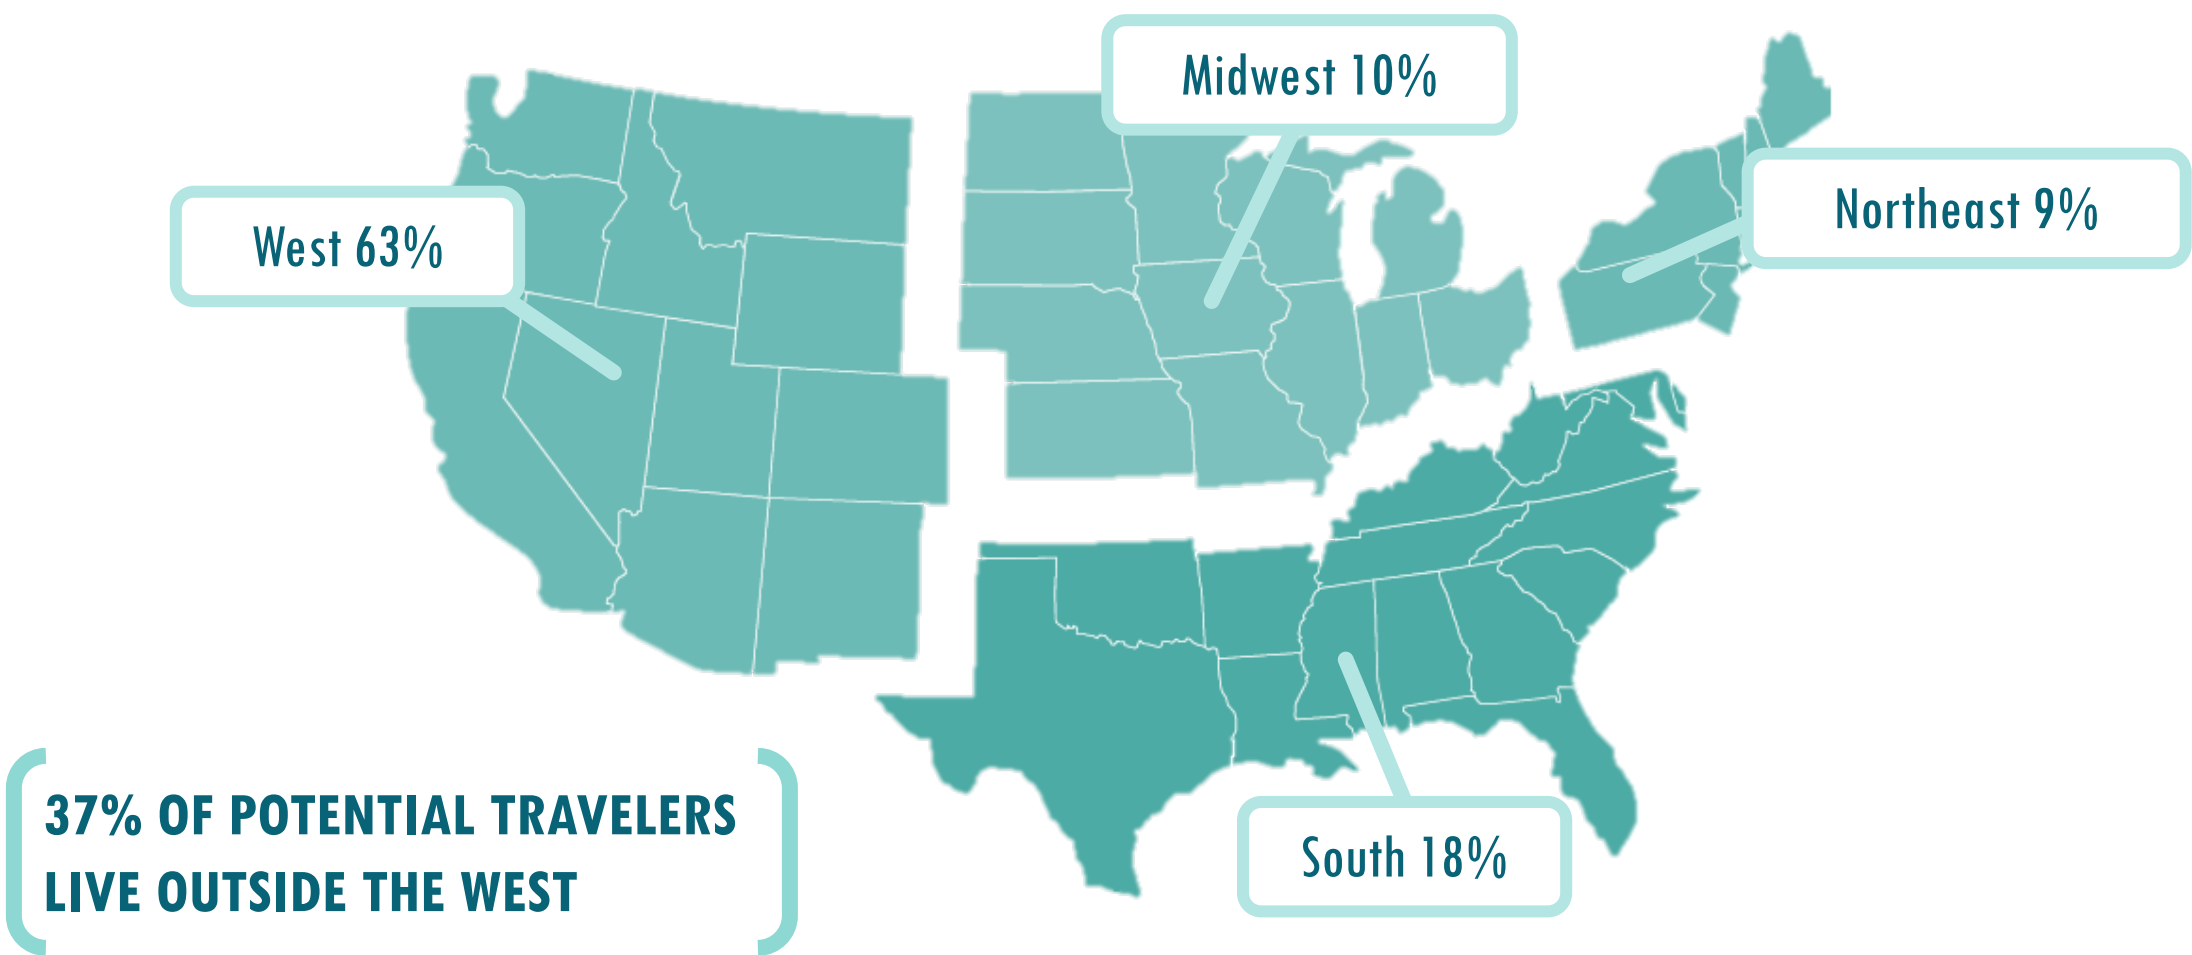 Midwest 10%
Northeast 9%
West 63%
South 18%
37% OF POTENTIAL TRAVELERS
LIVE OUTSIDE THE WEST